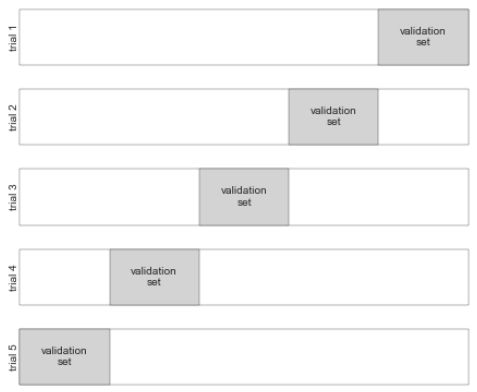 trial 1
validation
set
trial 2
validation
set
trial 3
validation
set
trial 4
validation
set
trial 5
validation
set